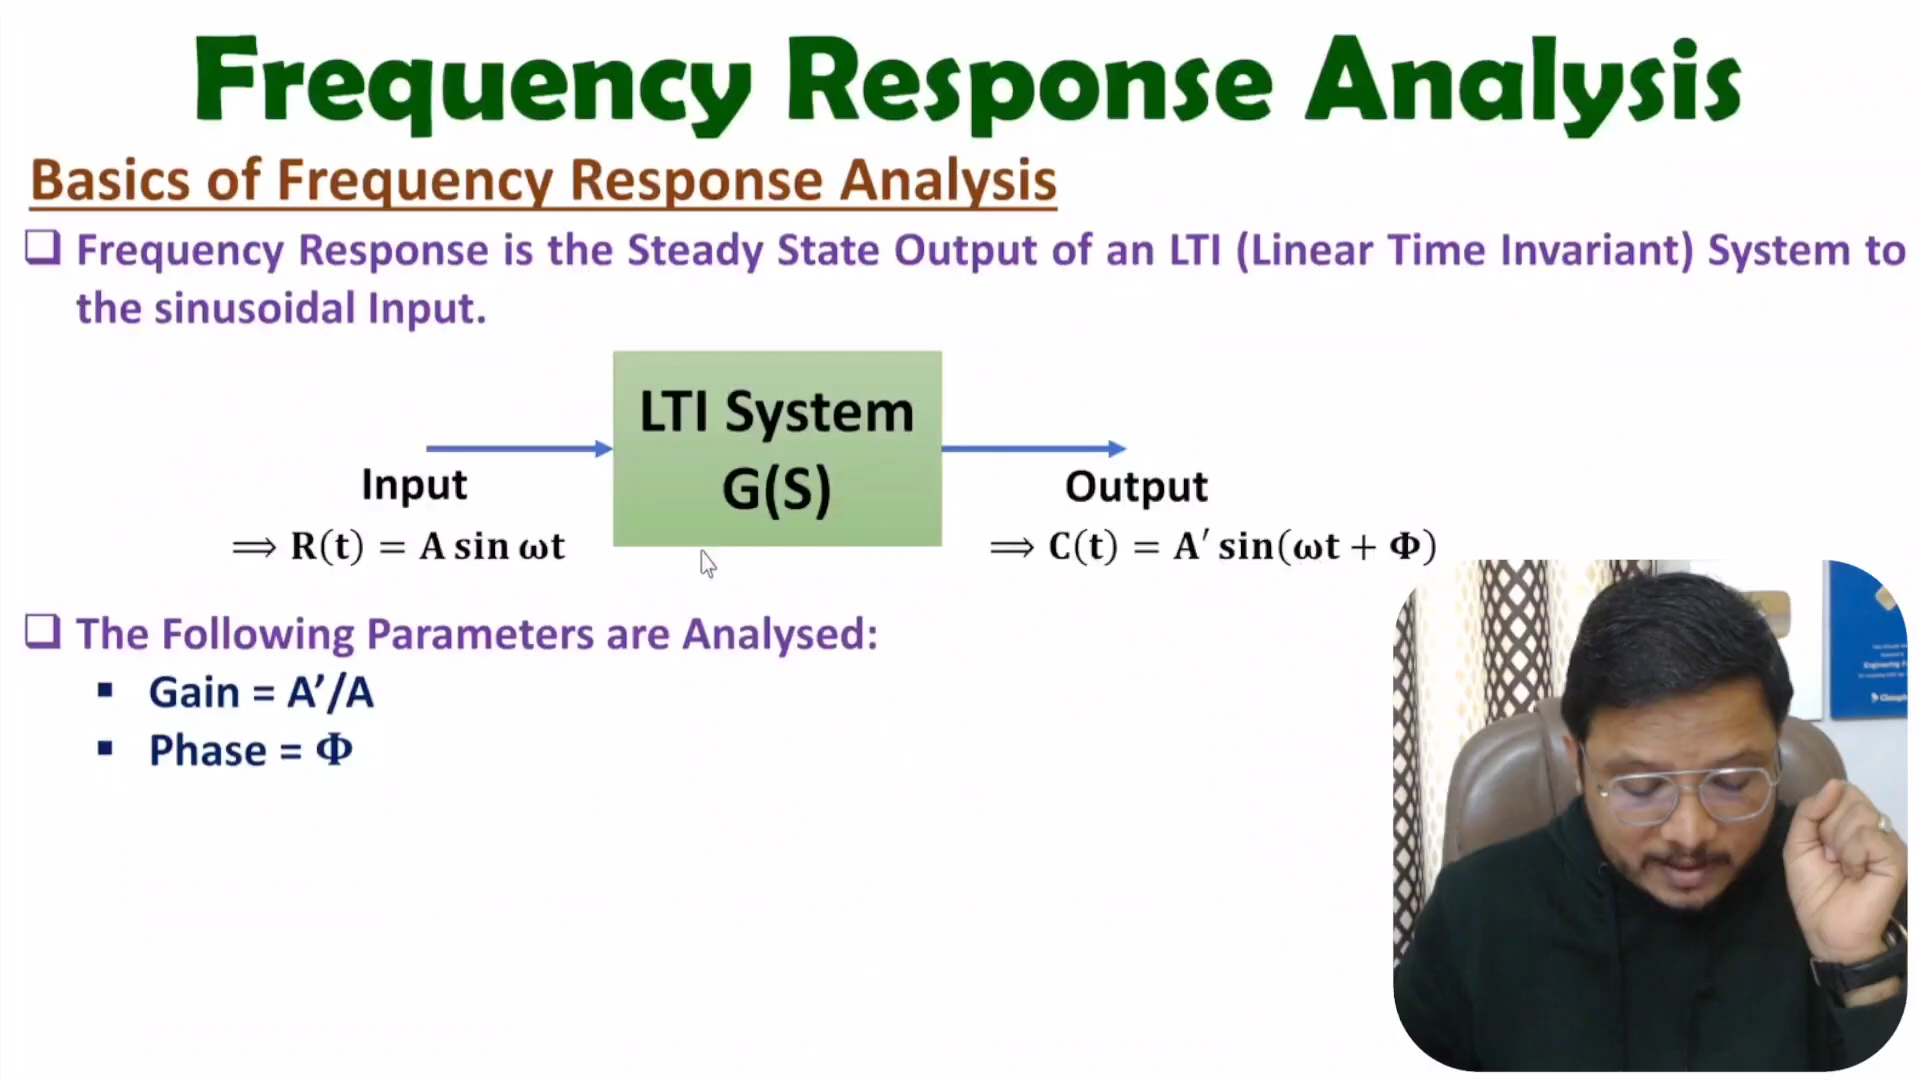 Frequency Response Analysis
Basics of Frequency Response Analysis
❑ Frequency Response is the Steady State Output of an LTI (Linear Time Invariant) System to
the sinusoidal Input.
LTI System
G(S)
Input
⟹ R(t) = A sin ωt
Output
⟹ C(t) = A′ sin(ωt + Φ)
❑ The Following Parameters are Analysed:
▪ Gain = A’/A
▪ Phase = Φ